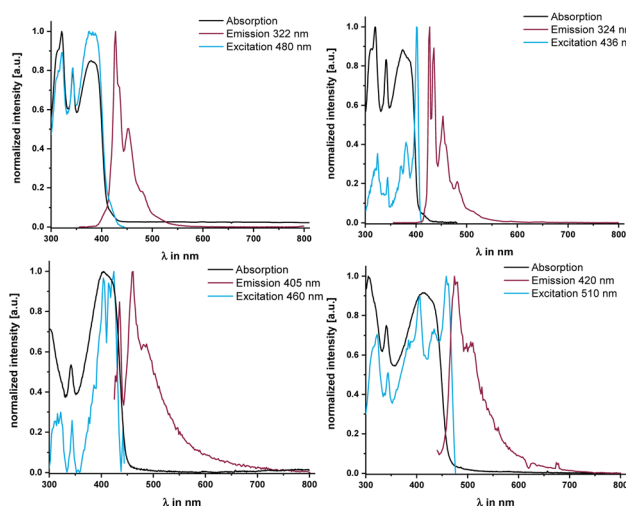 Absorption
Emission 322 nm
Excitation 480 nm
normalized intensity [a.u.]
1.0
0.8
0.6
0.4
0.2
0.0
300 400 500 600 700 800
λ in nm
Absorption
Emission 324 nm
Excitation 436 nm
normalized intensity [a.u.]
1.0
0.8
0.6
0.4
0.2
0.0
300 400 500 600 700 800
λ in nm
Absorption
Emission 405 nm
Excitation 460 nm
normalized intensity [a.u.]
1.0
0.8
0.6
0.4
0.2
0.0
300 400 500 600 700 800
λ in nm
Absorption
Emission 420 nm
Excitation 510 nm
normalized intensity [a.u.]
1.0
0.8
0.6
0.4
0.2
0.0
300 400 500 600 700 800
λ in nm